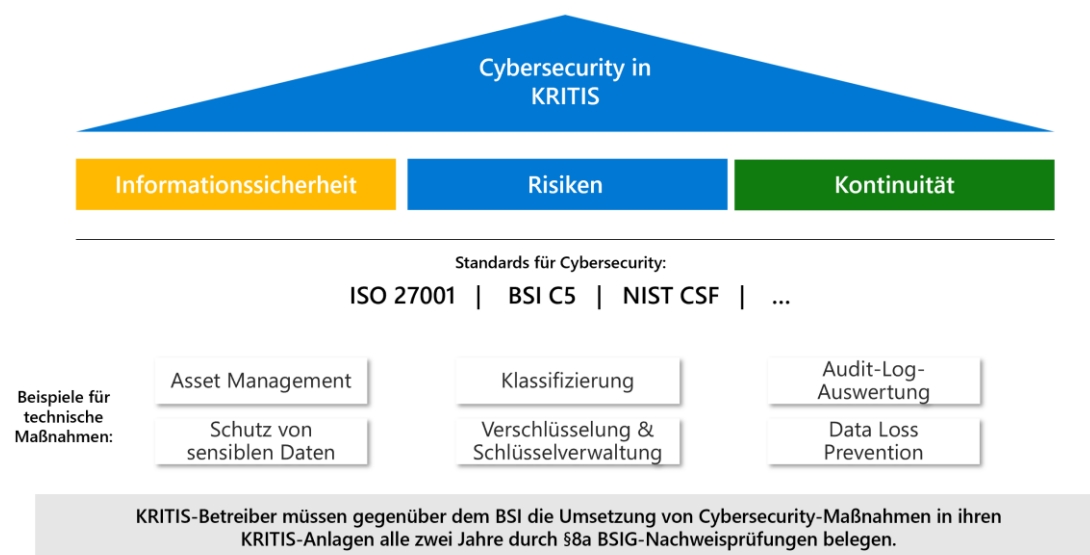 Cybersecurity in
KRITIS
Informationssicherheit
Risiken
Kontinuität
Standards für Cybersecurity:
ISO 27001 | BSI C5 | NIST CSF | ...
Beispiele für
technische
Maßnahmen:
Asset Management
Klassifizierung
Audit-Log-
Auswertung
Schutz von
sensiblen Daten
Verschlüsselung &
Schlüsselverwaltung
Data Loss
Prevention
KRITIS-Betreiber müssen gegenüber dem BSI die Umsetzung von Cybersecurity-Maßnahmen in ihren
KRITIS-Anlagen alle zwei Jahre durch §8a BSIG-Nachweisprüfungen belegen.